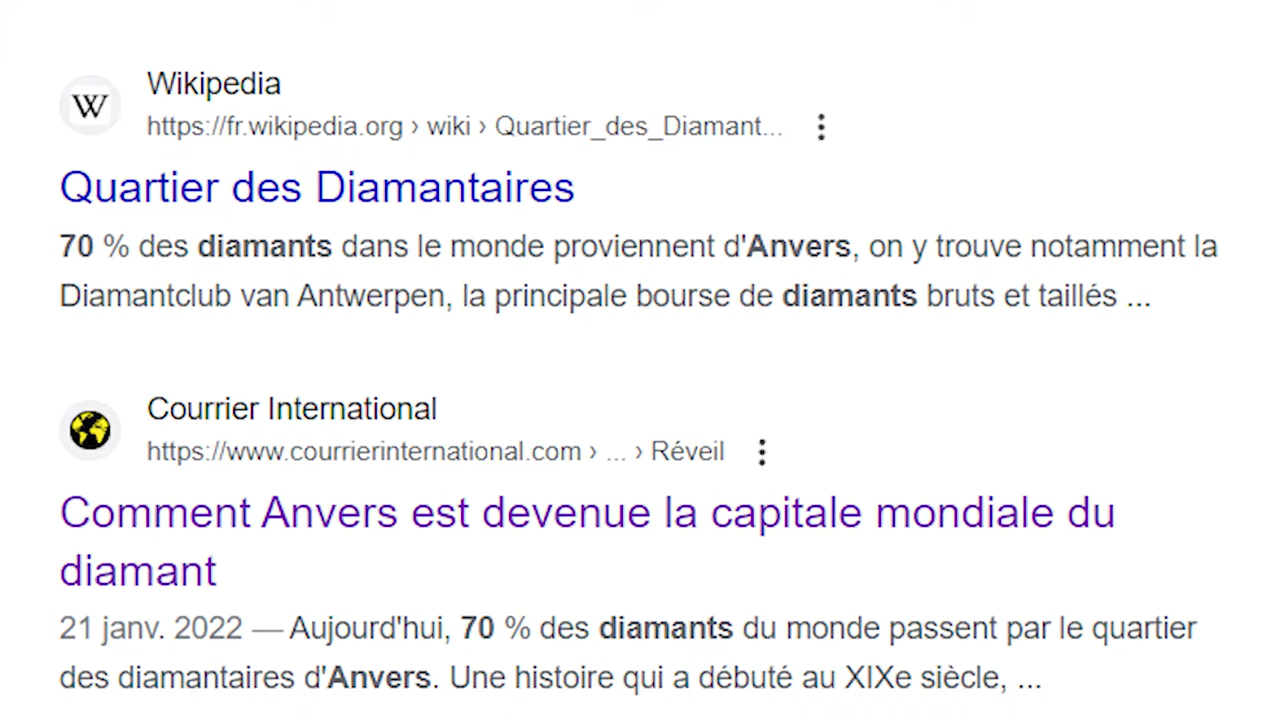 Wikipedia
https://fr.wikipedia.org › wiki › Quartier_des_Diamant...
Quartier des Diamantaires
70 % des diamants dans le monde proviennent d'Anvers, on y trouve notamment la
Diamantclub van Antwerpen, la principale bourse de diamants bruts et taillés ...
Courrier International
https://www.courrierinternational.com › ... › Réveil
Comment Anvers est devenue la capitale mondiale du
diamant
21 janv. 2022 — Aujourd'hui, 70 % des diamants du monde passent par le quartier
des diamantaires d'Anvers. Une histoire qui a débuté au XIXe siècle, ...